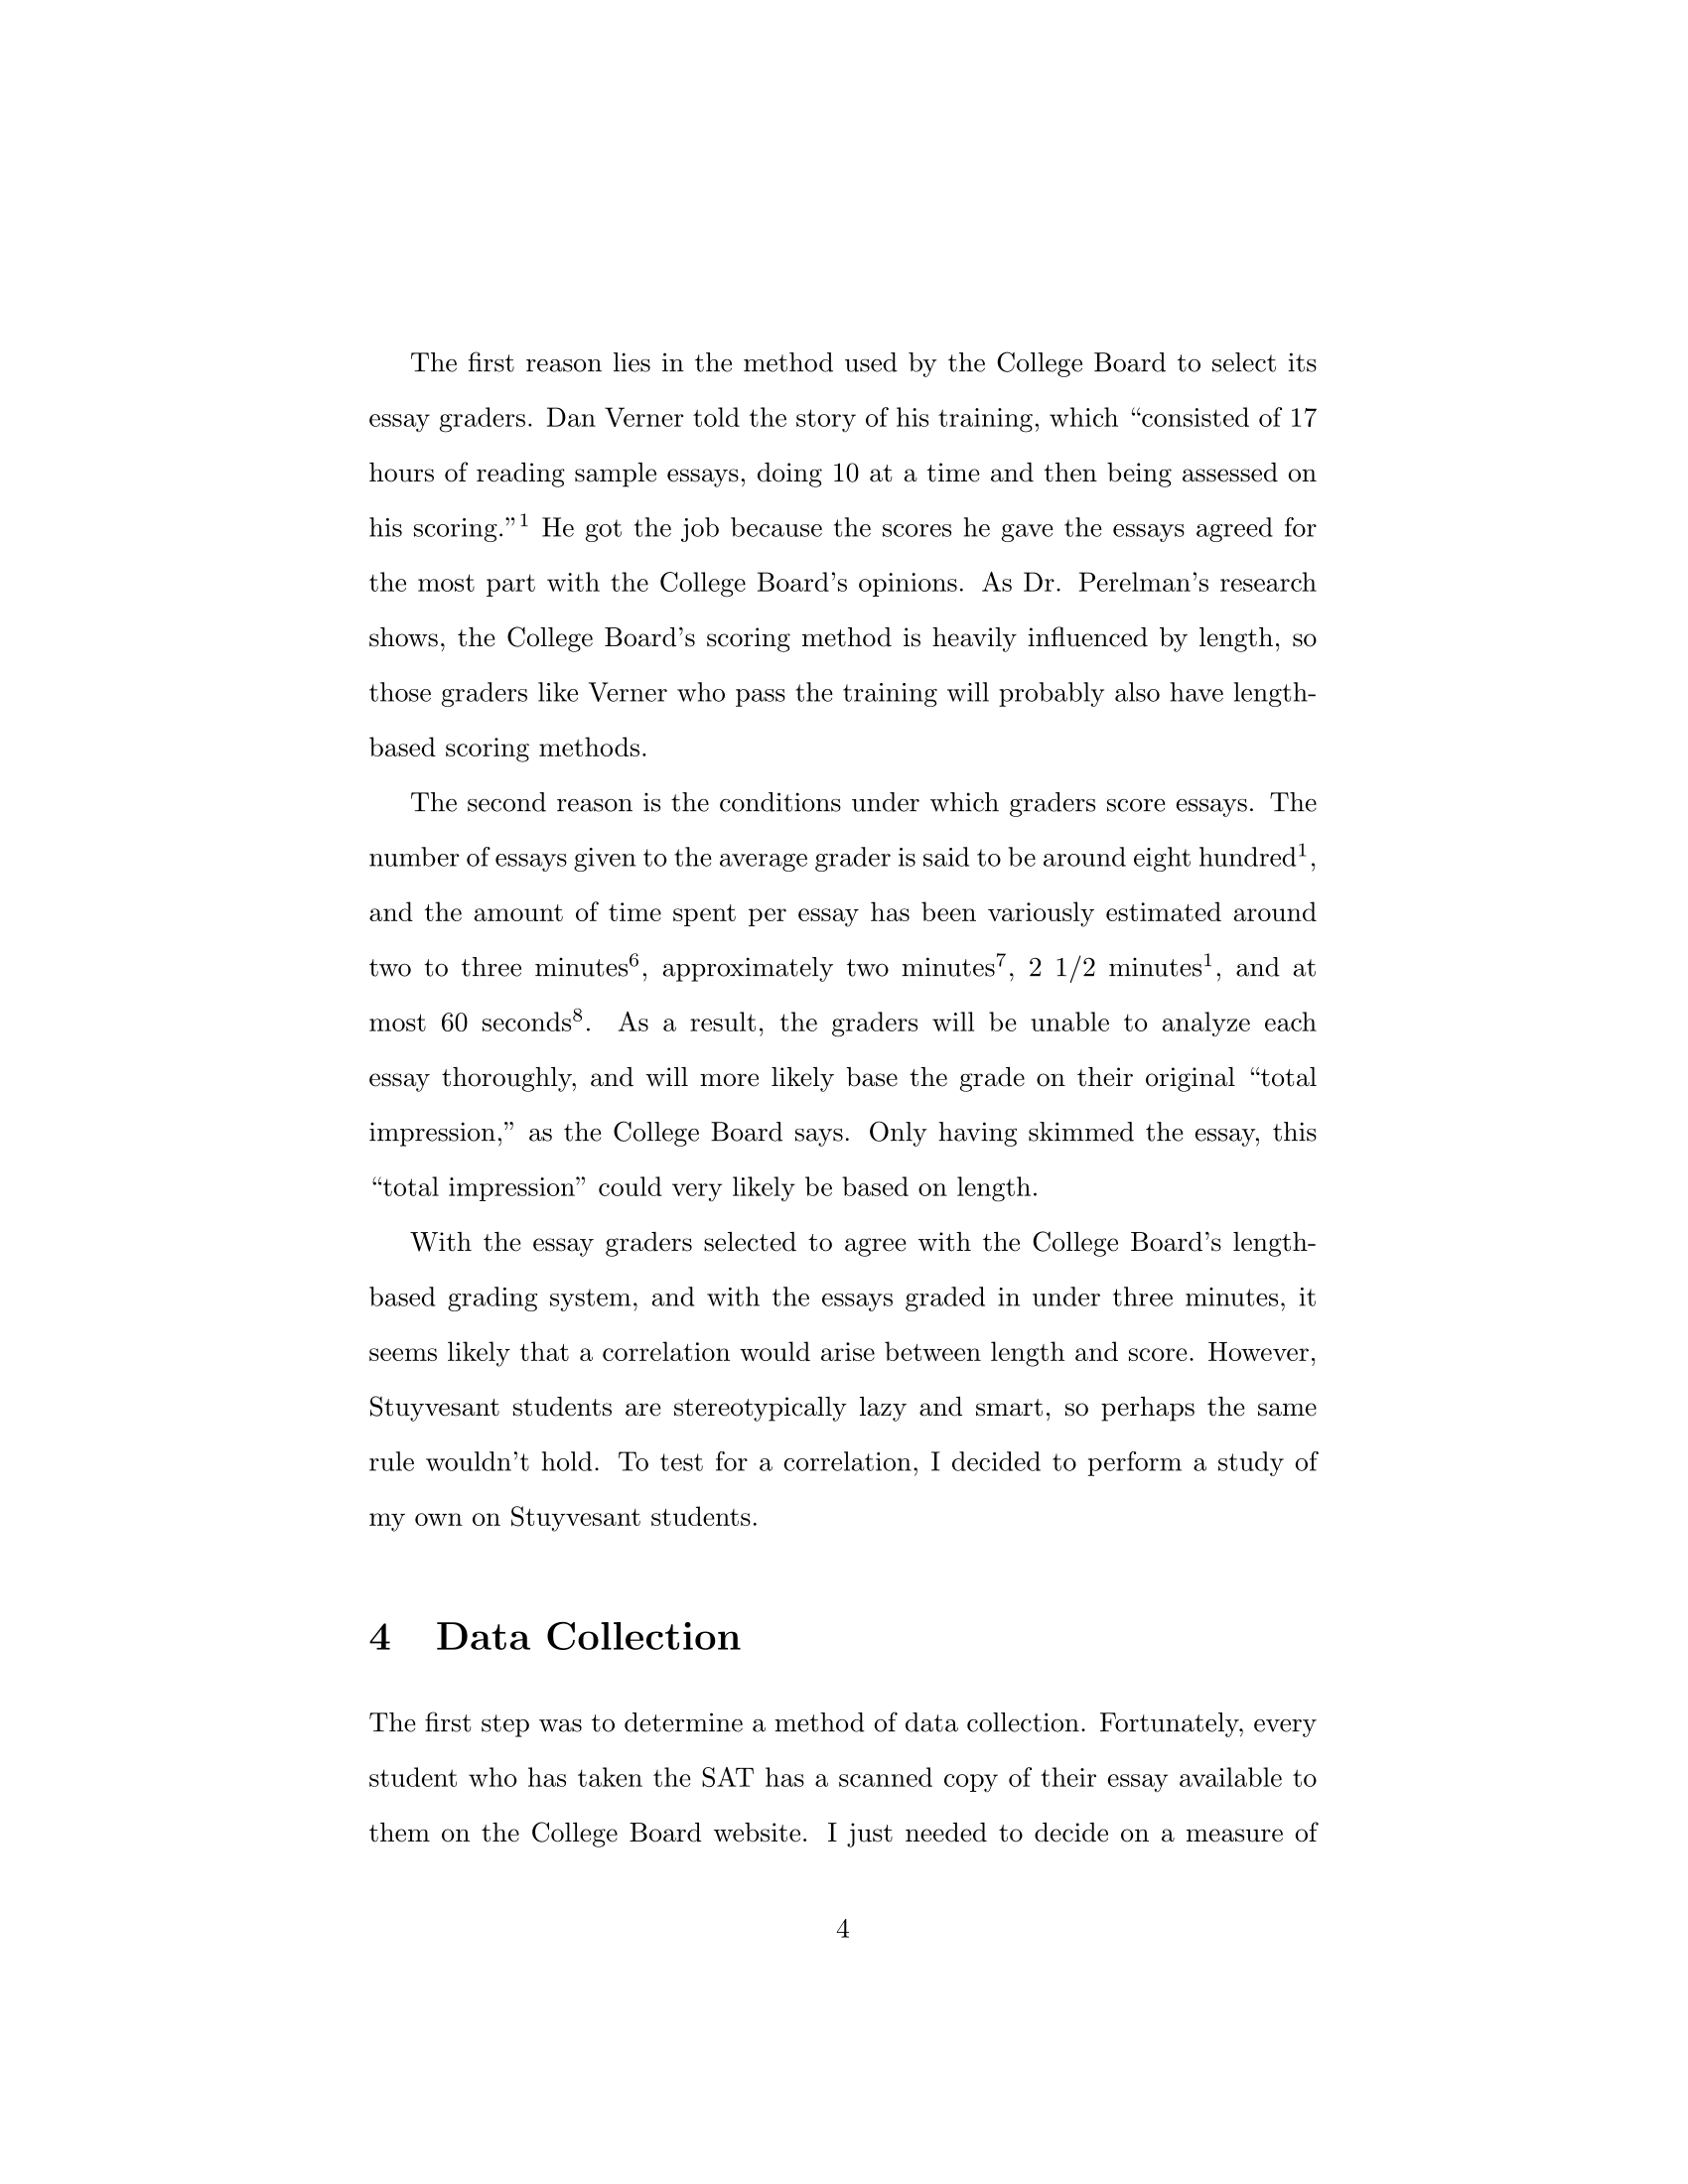 The first reason lies in the method used by the College Board to select its
essay graders. Dan Verner told the story of his training, which “consisted of 17
hours of reading sample essays, doing 10 at a time and then being assessed on
his scoring.”¹ He got the job because the scores he gave the essays agreed for
the most part with the College Board’s opinions. As Dr. Perelman’s research
shows, the College Board’s scoring method is heavily influenced by length, so
those graders like Verner who pass the training will probably also have length-
based scoring methods.
The second reason is the conditions under which graders score essays. The
number of essays given to the average grader is said to be around eight hundred¹,
and the amount of time spent per essay has been variously estimated around
two to three minutes⁶, approximately two minutes⁷, 2 1/2 minutes¹, and at
most 60 seconds⁸. As a result, the graders will be unable to analyze each
essay thoroughly, and will more likely base the grade on their original “total
impression,” as the College Board says. Only having skimmed the essay, this
“total impression” could very likely be based on length.
With the essay graders selected to agree with the College Board’s length-
based grading system, and with the essays graded in under three minutes, it
seems likely that a correlation would arise between length and score. However,
Stuyvesant students are stereotypically lazy and smart, so perhaps the same
rule wouldn’t hold. To test for a correlation, I decided to perform a study of
my own on Stuyvesant students.
4 Data Collection
The first step was to determine a method of data collection. Fortunately, every
student who has taken the SAT has a scanned copy of their essay available to
them on the College Board website. I just needed to decide on a measure of
4